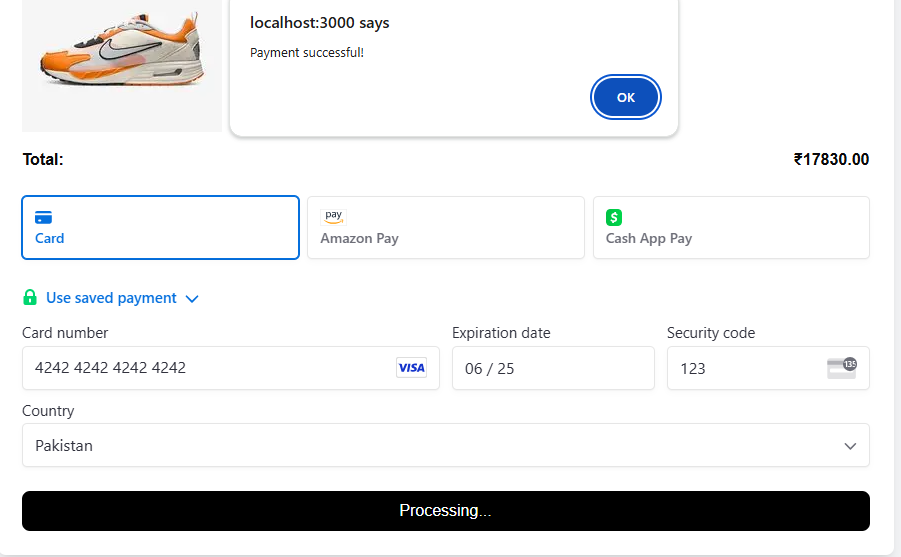 localhost:3000 says
Payment successful!
OK
Total: ₹17830.00
Card
pay
Amazon Pay
$
Cash App Pay
Use saved payment
Card number Expiration date Security code
4242 4242 4242 4242 VISA 06 / 25 123 135
Country
Pakistan
Processing...